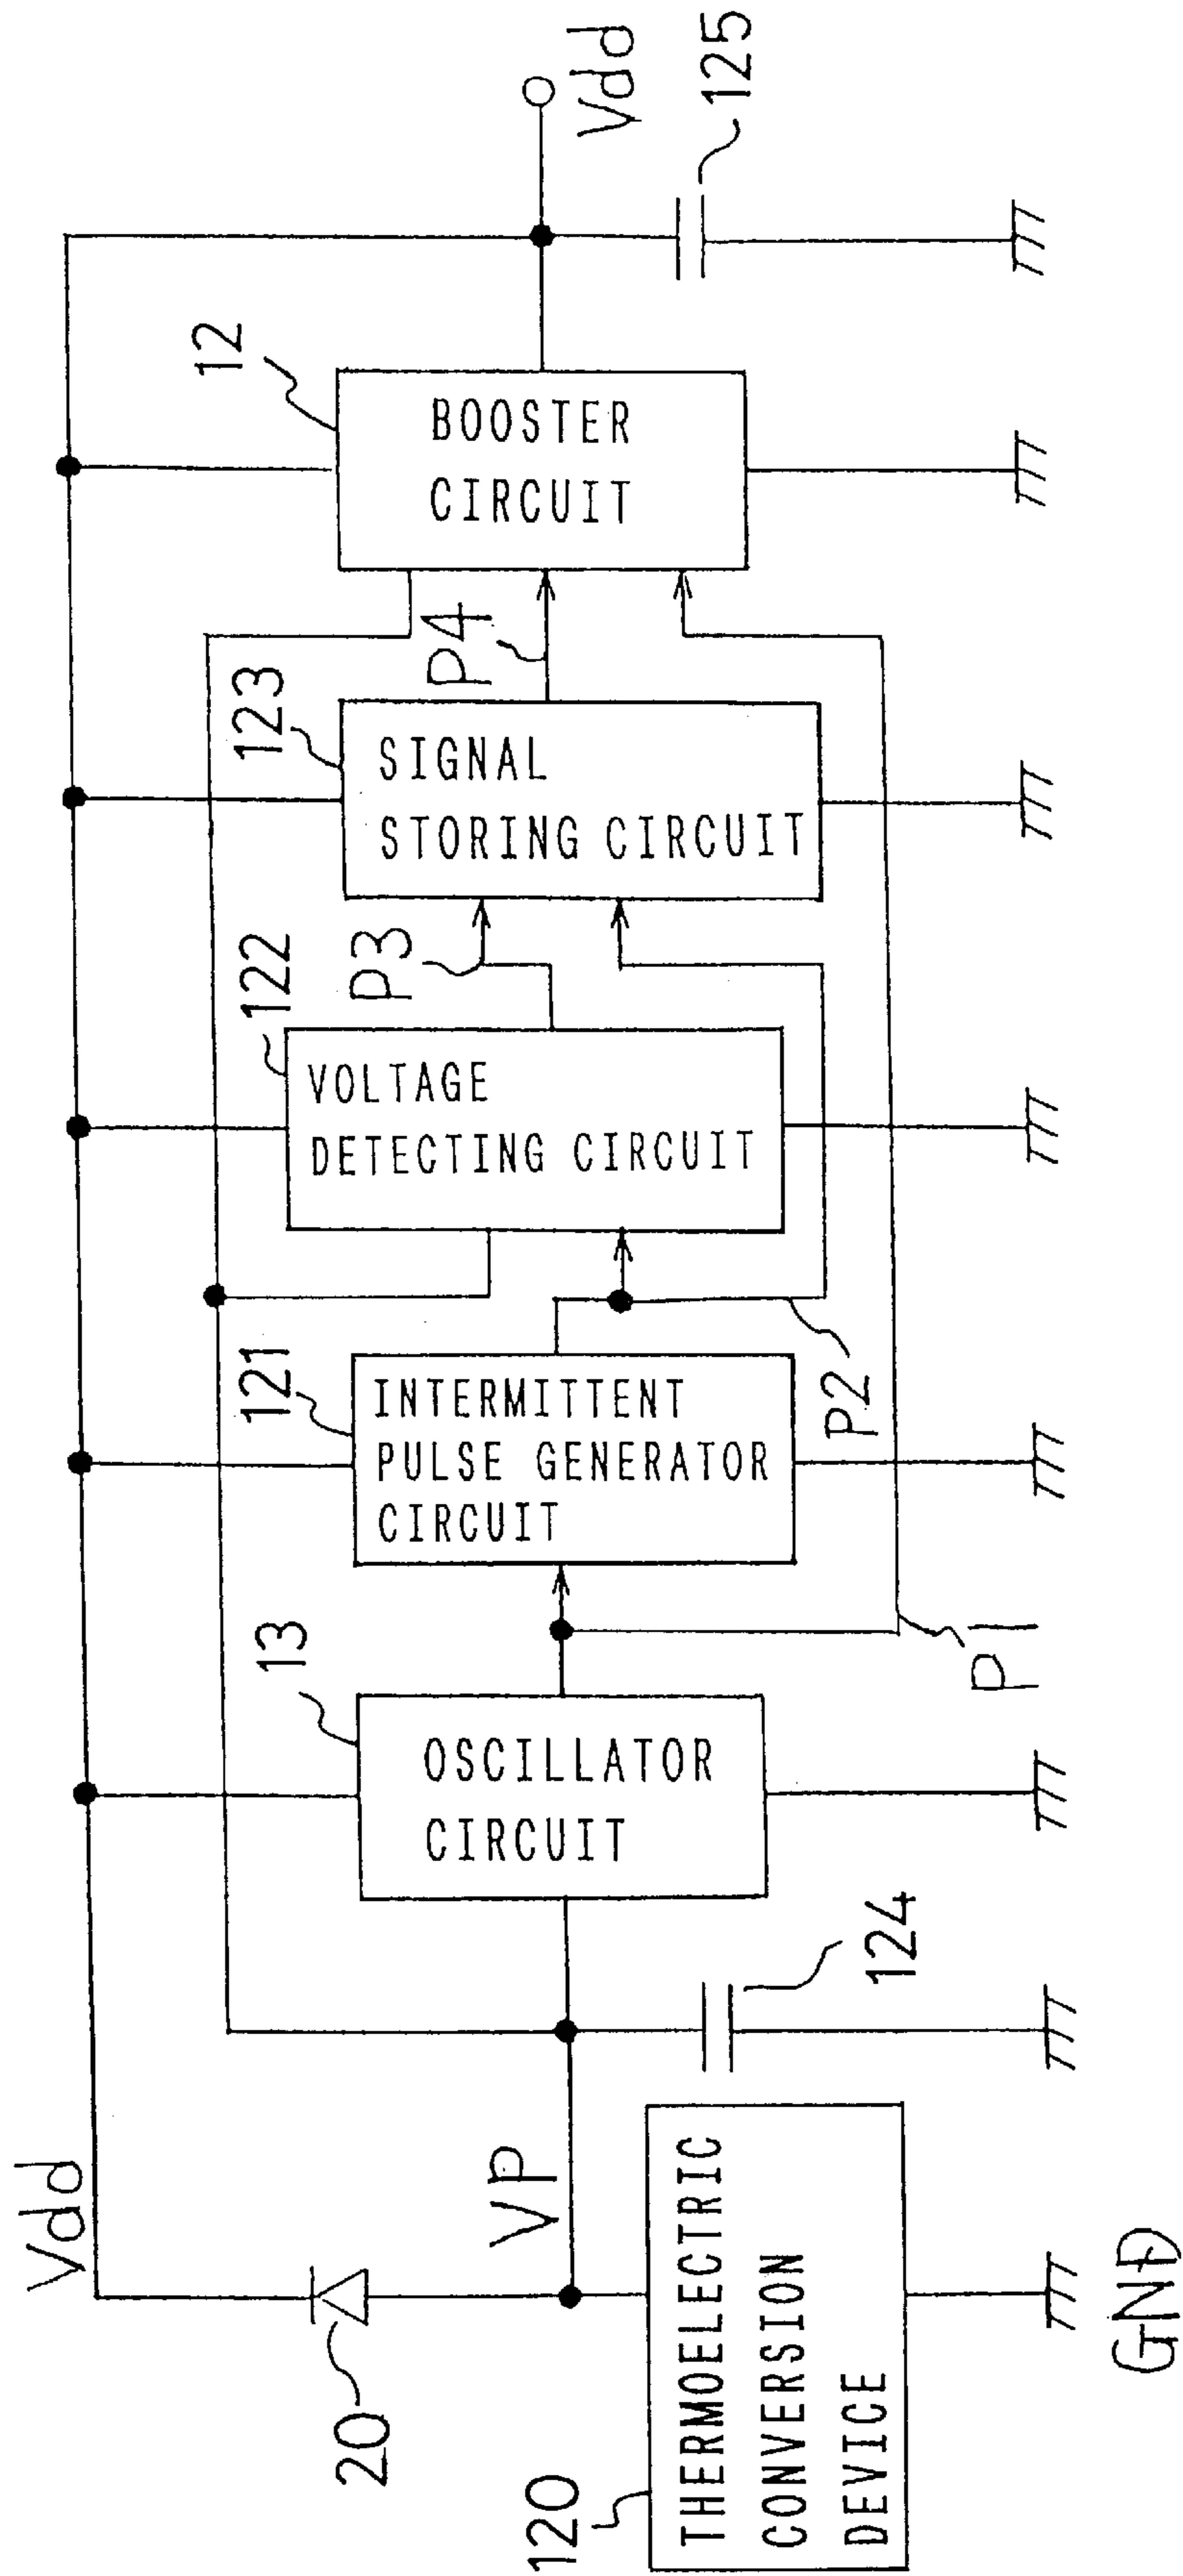 Vdd
20
120
THERMOELECTRIC
CONVERSION
DEVICE
GND
VP
124
13
OSCILLATOR
CIRCUIT
P1
121
INTERMITTENT
PULSE GENERATOR
CIRCUIT
P2
122
VOLTAGE
DETECTING CIRCUIT
P3
123
SIGNAL
STORING CIRCUIT
P4
12
BOOSTER
CIRCUIT
Vdd
125